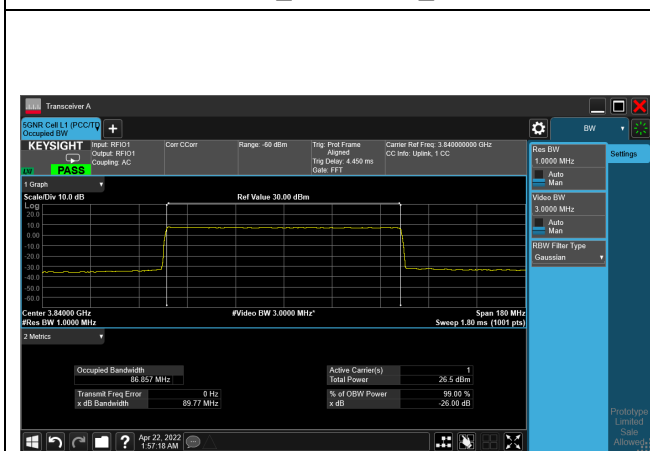 Transceiver A
5GNR Cell L1 (PCC/TD
Occupied BW
KEYSIGHT
PASS
Input: RFIO1
Output: RFIO1
Coupling: AC
Corr CCorr
Range: -60 dBm
Trig: Prot Frame
Aligned
Trig Delay: 4.450 ms
Gate: FFT
Carrier Ref Freq: 3.840000000 GHz
CC Info: Uplink, 1 CC
BW
Res BW
1.0000 MHz
Auto
Man
Video BW
3.0000 MHz
Auto
Man
RBW Filter Type
Gaussian
Settings
1 Graph
Scale/Div 10.0 dB
Ref Value 30.00 dBm
Log
20.0
10.0
0.00
-10.0
-20.0
-30.0
-40.0
-50.0
-60.0
Center 3.84000 GHz
#Video BW 3.0000 MHz*
Span 180 MHz
#Res BW 1.0000 MHz
Sweep 1.80 ms (1001 pts)
2 Metrics
Occupied Bandwidth
86.857 MHz
Transmit Freq Error 0 Hz
x dB Bandwidth 89.77 MHz
Active Carrier(s) 1
Total Power 26.5 dBm
% of OBW Power 99.00 %
x dB -26.00 dB
Prototype
Limited
Sale
Allowed
Apr 22, 2022
1:57:18 AM